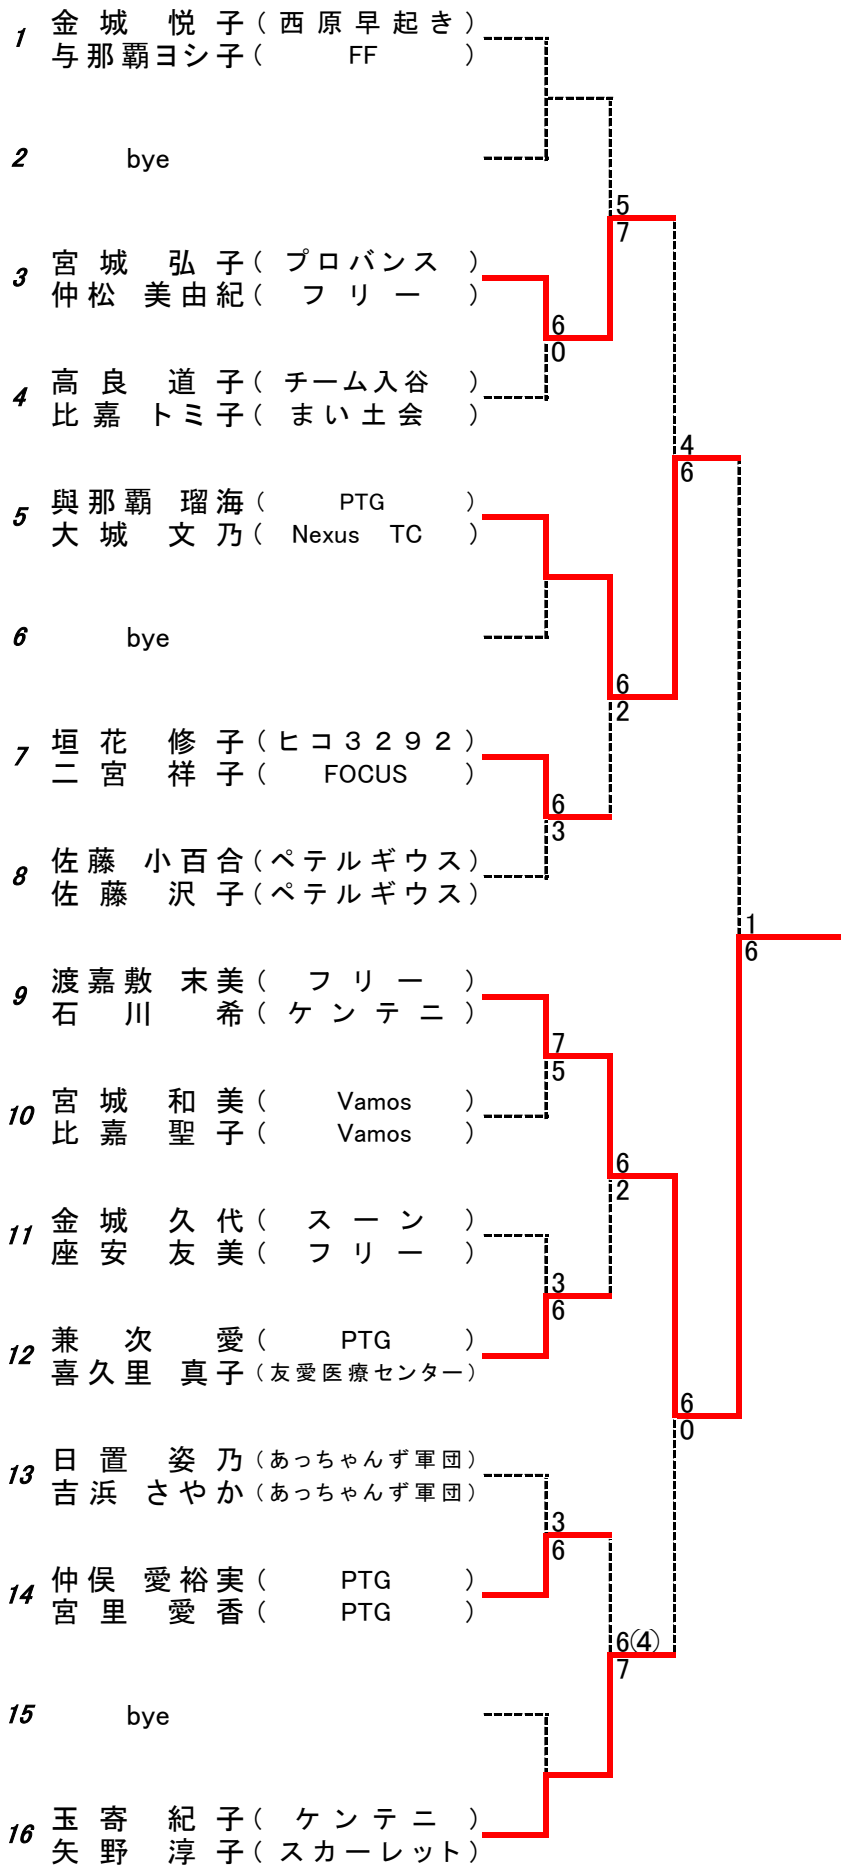 1 金城 悦子(西原早起き)
与那覇ヨシ子( FF )
2 bye
5
7
3 宮城 弘子( プロバンス )
仲松 美由紀( フリー )
6
0
4 高良 道子( チーム入谷 )
比嘉 トミ子( まい土会 )
4
6
5 與那覇 瑠海( PTG )
大城 文乃( Nexus TC )
6 bye
6
2
7 垣花 修子(ヒコ3292)
二宮 祥子( FOCUS )
6
3
8 佐藤 小百合(ペテルギウス)
佐藤 沢子(ペテルギウス)
1
6
9 渡嘉敷 末美( フリー )
石川 希(ケンテニ)
7
5
10 宮城 和美( Vamos )
比嘉 聖子( Vamos )
6
2
11 金城 久代( スーン )
座安 友美( フリー )
3
6
12 兼次 愛( PTG )
喜久里 真子(友愛医療センター)
6
0
13 日置 姿乃(あっちゃんず軍団)
吉浜 さやか(あっちゃんず軍団)
3
6
14 仲俣 愛裕実( PTG )
宮里 愛香( PTG )
6(4)
7
15 bye
16 玉寄 紀子( ケンテニ )
矢野 淳子(スカーレット)